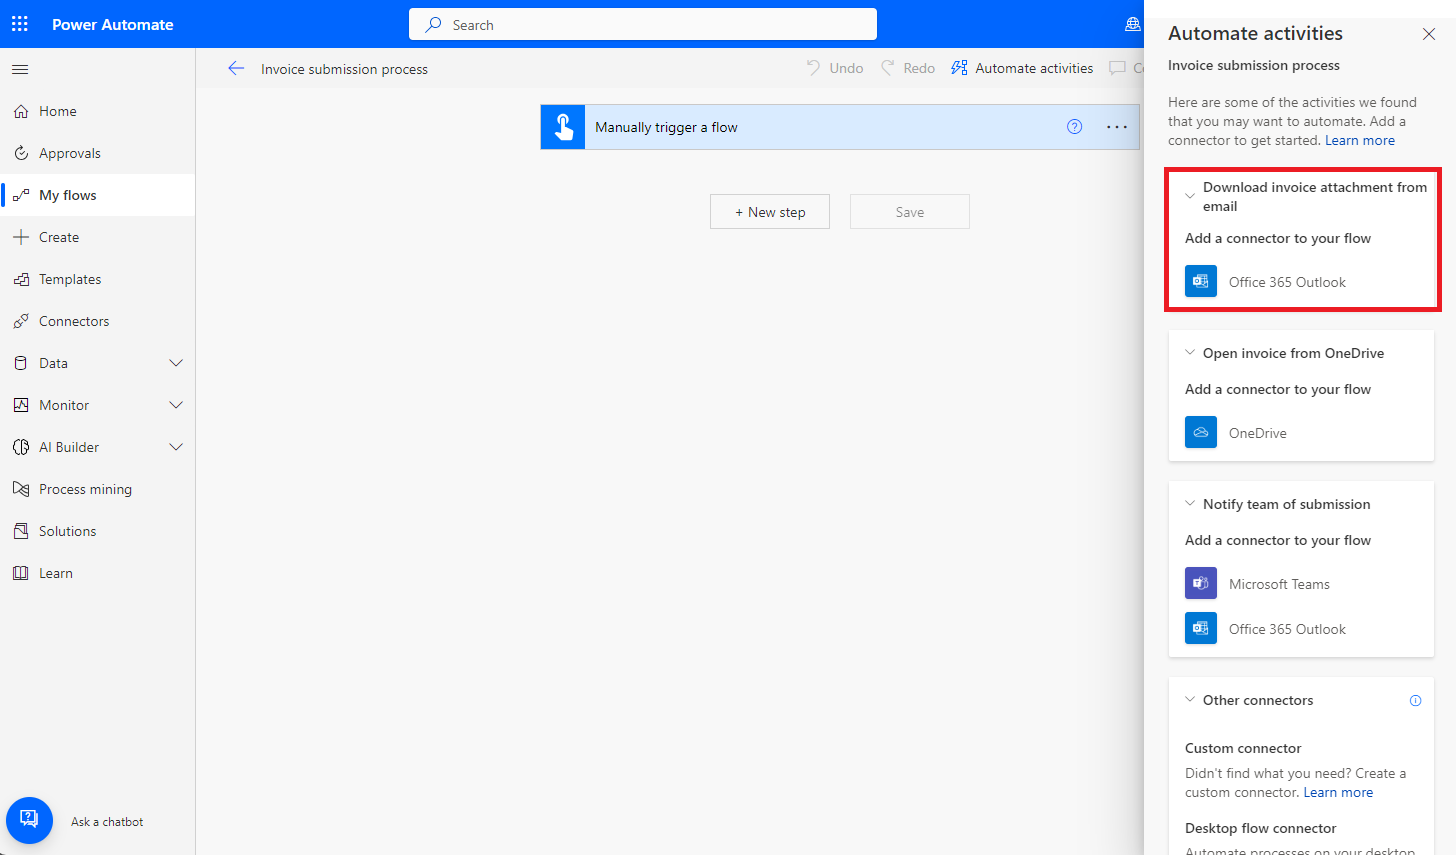 Power Automate
Search
Home
Approvals
My flows
Create
Templates
Connectors
Data
Monitor
AI Builder
Process mining
Solutions
Learn
Ask a chatbot
Invoice submission process
Undo
Redo
Automate activities
Manually trigger a flow
+ New step
Save
Automate activities
Invoice submission process
Here are some of the activities we found
that you may want to automate. Add a
connector to get started. Learn more
Download invoice attachment from
email
Add a connector to your flow
Office 365 Outlook
Open invoice from OneDrive
Add a connector to your flow
OneDrive
Notify team of submission
Add a connector to your flow
Microsoft Teams
Office 365 Outlook
Other connectors
Custom connector
Didn't find what you need? Create a
custom connector. Learn more
Desktop flow connector
Automate processes on your desktop